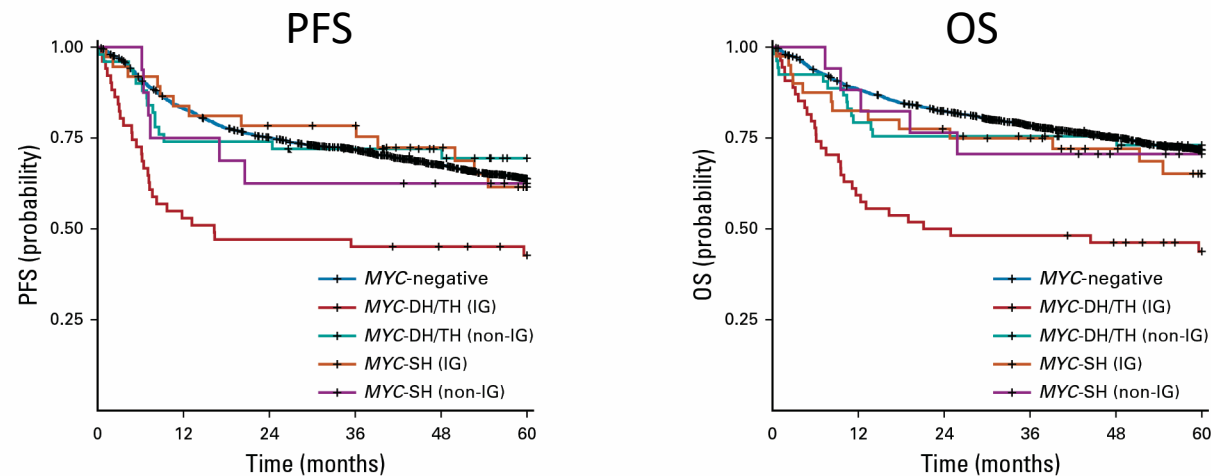 PFS
1.00
0.75
0.50
0.25
PFS (probability)
MYC-negative
MYC-DH/TH (IG)
MYC-DH/TH (non-IG)
MYC-SH (IG)
MYC-SH (non-IG)
0 12 24 36 48 60
Time (months)
OS
1.00
0.75
0.50
0.25
OS (probability)
MYC-negative
MYC-DH/TH (IG)
MYC-DH/TH (non-IG)
MYC-SH (IG)
MYC-SH (non-IG)
0 12 24 36 48 60
Time (months)